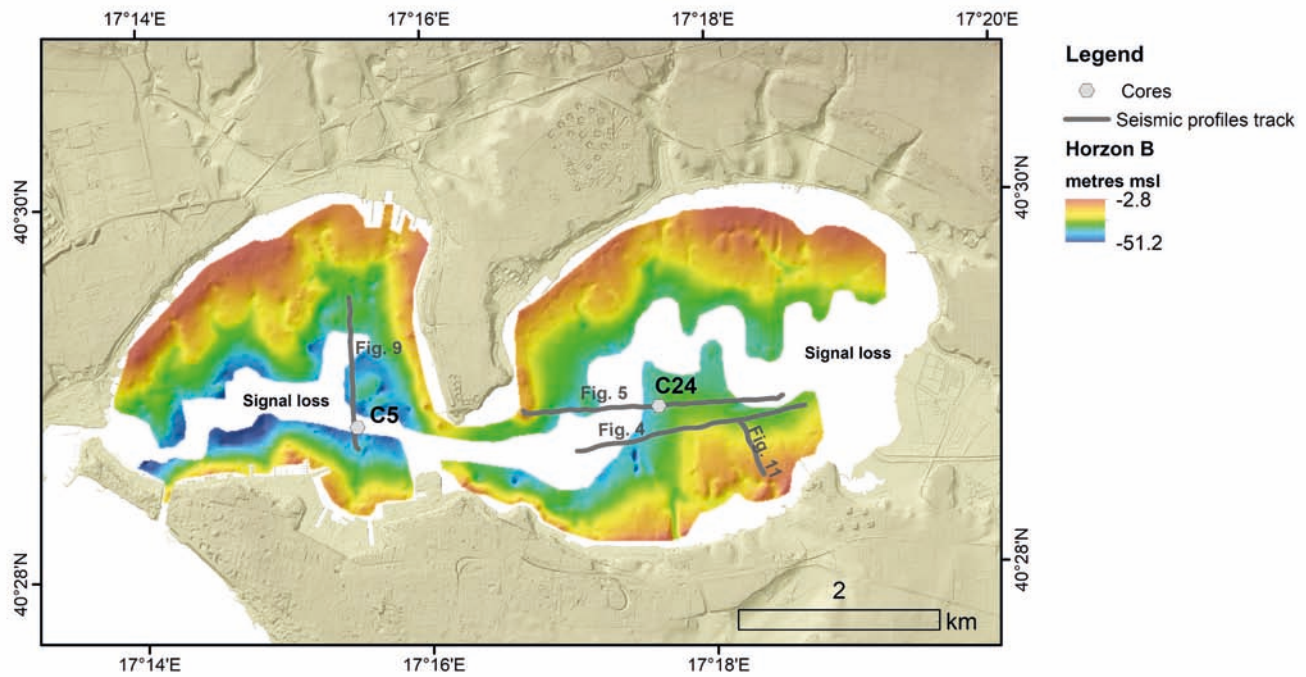 17°14'E
17°16'E
17°18'E
17°20'E
Legend
Cores
Seismic profiles track
Horzon B
metres msl
-2.8
-51.2
40°30'N
40°30'N
Fig. 9
Signal loss
Fig. 5
C24
Signal loss
C5
Fig. 4
Fig. 11
40°28'N
40°28'N
2
km
17°14'E
17°16'E
17°18'E